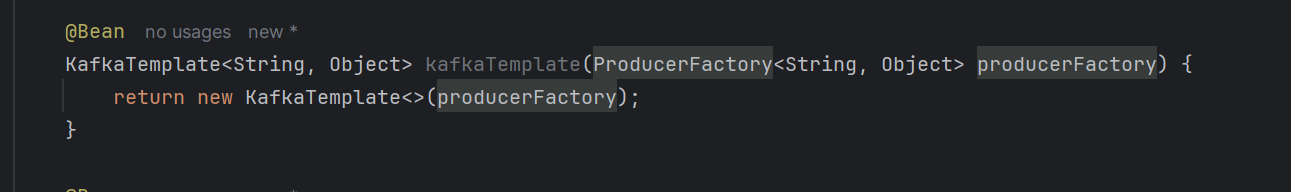 @Bean no usages new *
KafkaTemplate<String, Object> kafkaTemplate(ProducerFactory<String, Object> producerFactory) {
return new KafkaTemplate<>(producerFactory);
}